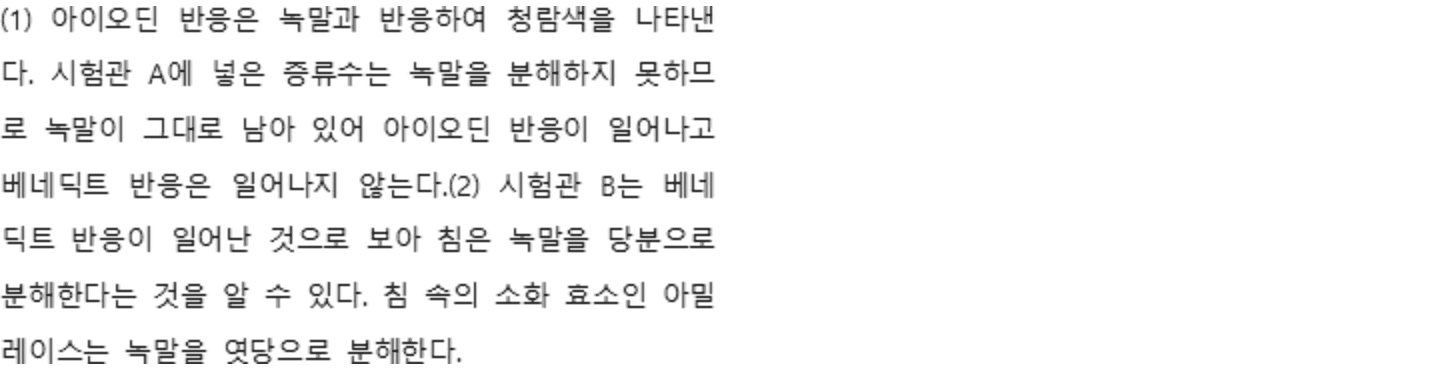 (1) 아이오딘 반응은 녹말과 반응하여 청람색을 나타낸
다. 시험관 A에 넣은 증류수는 녹말을 분해하지 못하므
로 녹말이 그대로 남아 있어 아이오딘 반응이 일어나고
베네딕트 반응은 일어나지 않는다.(2) 시험관 B는 베네
딕트 반응이 일어난 것으로 보아 침은 녹말을 당분으로
분해한다는 것을 알 수 있다. 침 속의 소화 효소인 아밀
레이스는 녹말을 엿당으로 분해한다.